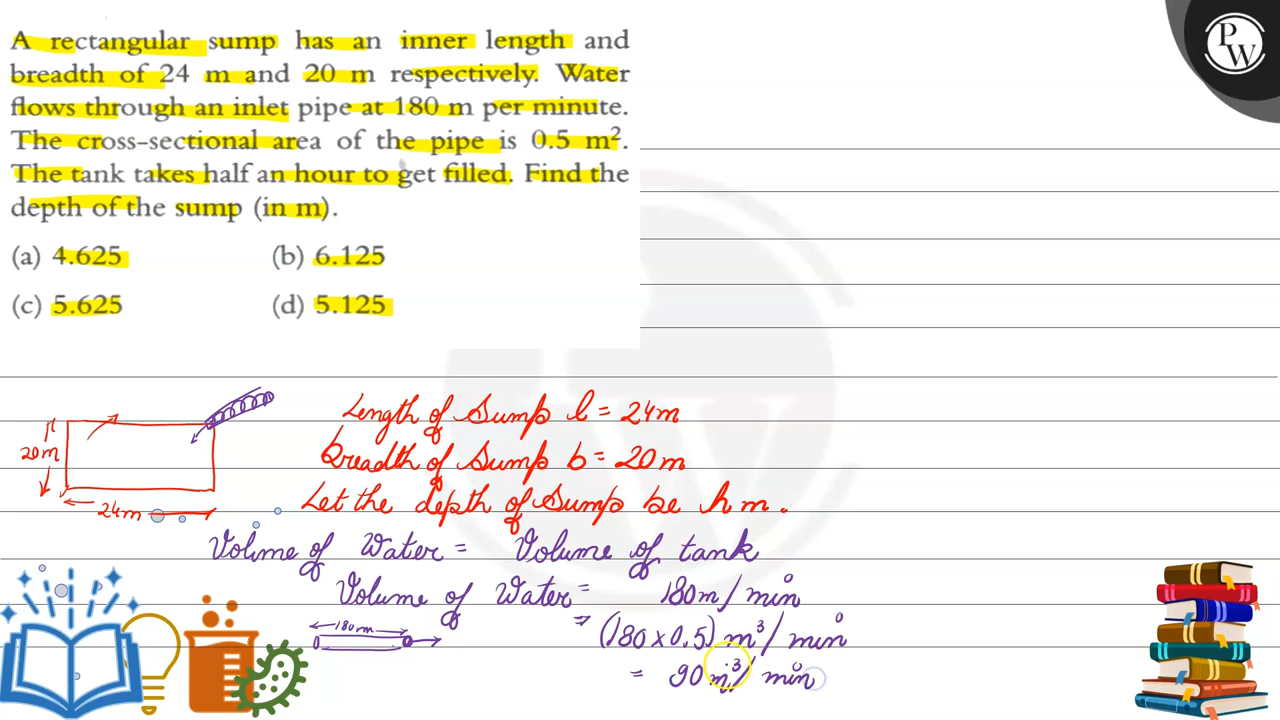 A rectangular sump has an inner length and
breadth of 24 m and 20 m respectively. Water
flows through an inlet pipe at 180 m per minute.
The cross-sectional area of the pipe is 0.5 m².
The tank takes half an hour to get filled. Find the
depth of the sump (in m).
(a) 4.625 (b) 6.125
(c) 5.625 (d) 5.125
PW
20m
24m
Length of Sump l = 24m
Breadth of Sump b = 20m
Let the depth of Sump be h m.
Volume of Water = Volume of tank
Volume of Water = 180m/min
180m
⇒ (180 x 0.5) m³/min
= 90 m³/min